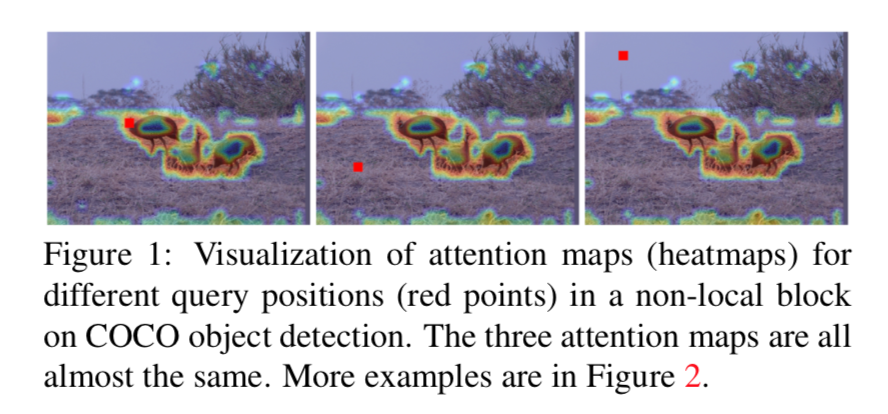 Figure 1: Visualization of attention maps (heatmaps) for
different query positions (red points) in a non-local block
on COCO object detection. The three attention maps are all
almost the same. More examples are in Figure 2.